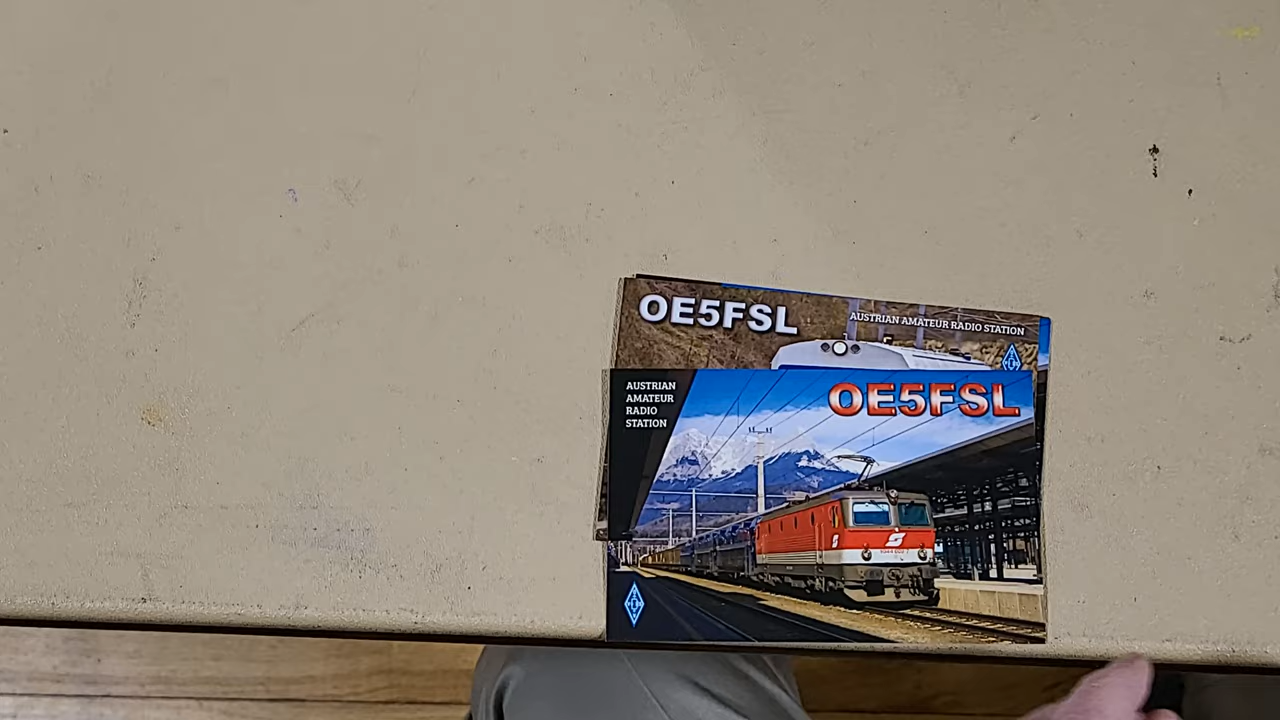 OE5FSL
AUSTRIAN AMATEUR RADIO STATION
AUSTRIAN
AMATEUR
RADIO
STATION
OE5FSL